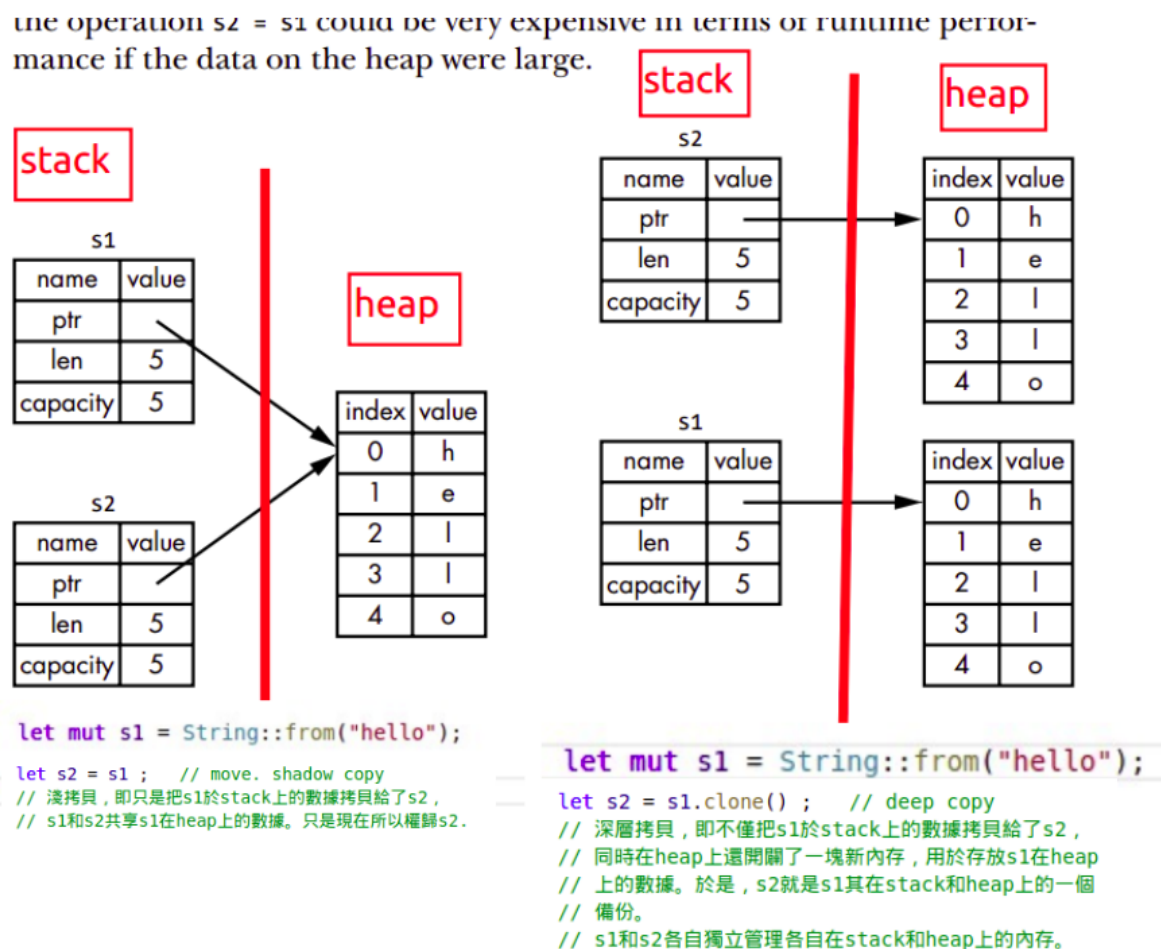 the operation s2 = s1 could be very expensive in terms of runtime perfor-
mance if the data on the heap were large.
stack
s1
name value
ptr
len 5
capacity 5
s2
name value
ptr
len 5
capacity 5
heap
index value
0 h
1 e
2 l
3 l
4 o
let mut s1 = String::from("hello");
let s2 = s1 ; // move. shadow copy
// 淺拷貝，即只是把s1於stack上的數據拷貝給了s2，
// s1和s2共享s1在heap上的數據。只是現在所以權歸s2.
stack
heap
s2
name value
ptr
len 5
capacity 5
index value
0 h
1 e
2 l
3 l
4 o
s1
name value
ptr
len 5
capacity 5
index value
0 h
1 e
2 l
3 l
4 o
let mut s1 = String::from("hello");
let s2 = s1.clone() ; // deep copy
// 深層拷貝，即不僅把s1於stack上的數據拷貝給了s2，
// 同時在heap上還開闢了一塊新內存，用於存放s1在heap
// 上的數據。於是，s2就是s1其在stack和heap上的一個
// 備份。
// s1和s2各自獨立管理各自在stack和heap上的內存。